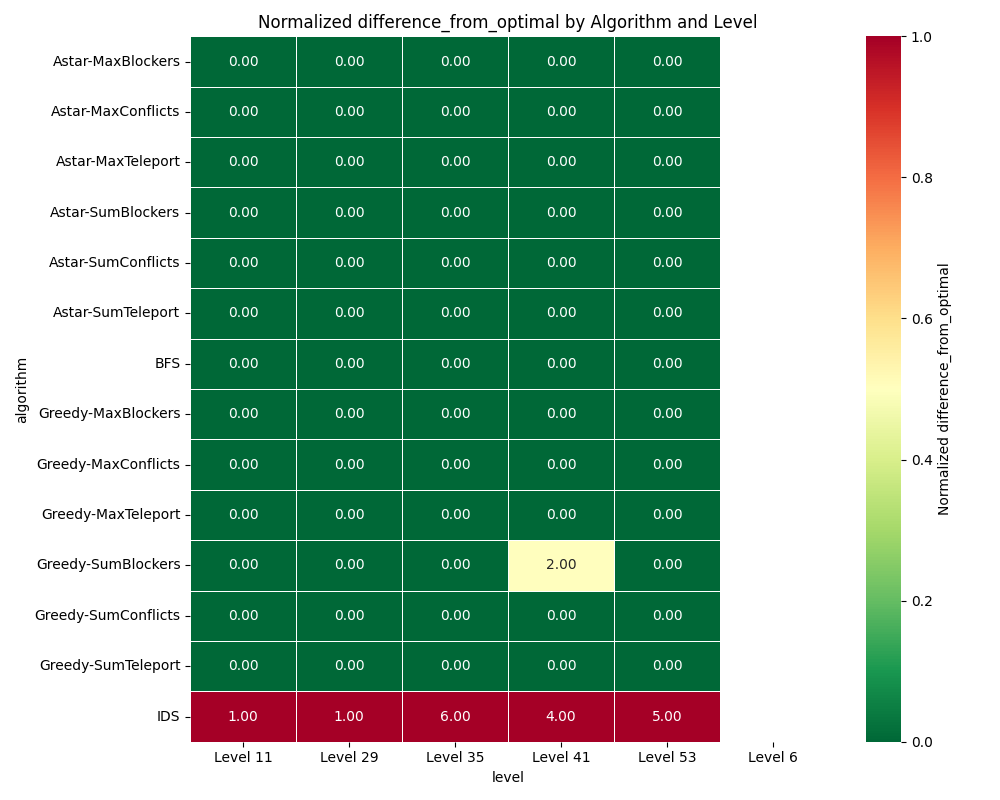 Normalized difference_from_optimal by Algorithm and Level
Astar-MaxBlockers 0.00 0.00 0.00 0.00 0.00
Astar-MaxConflicts 0.00 0.00 0.00 0.00 0.00
Astar-MaxTeleport 0.00 0.00 0.00 0.00 0.00
Astar-SumBlockers 0.00 0.00 0.00 0.00 0.00
Astar-SumConflicts 0.00 0.00 0.00 0.00 0.00
Astar-SumTeleport 0.00 0.00 0.00 0.00 0.00
BFS 0.00 0.00 0.00 0.00 0.00
Greedy-MaxBlockers 0.00 0.00 0.00 0.00 0.00
Greedy-MaxConflicts 0.00 0.00 0.00 0.00 0.00
Greedy-MaxTeleport 0.00 0.00 0.00 0.00 0.00
Greedy-SumBlockers 0.00 0.00 0.00 2.00 0.00
Greedy-SumConflicts 0.00 0.00 0.00 0.00 0.00
Greedy-SumTeleport 0.00 0.00 0.00 0.00 0.00
IDS 1.00 1.00 6.00 4.00 5.00
Level 11 Level 29 Level 35 Level 41 Level 53 Level 6
level
algorithm
1.0
0.8
0.6
0.4
0.2
0.0
Normalized difference_from_optimal